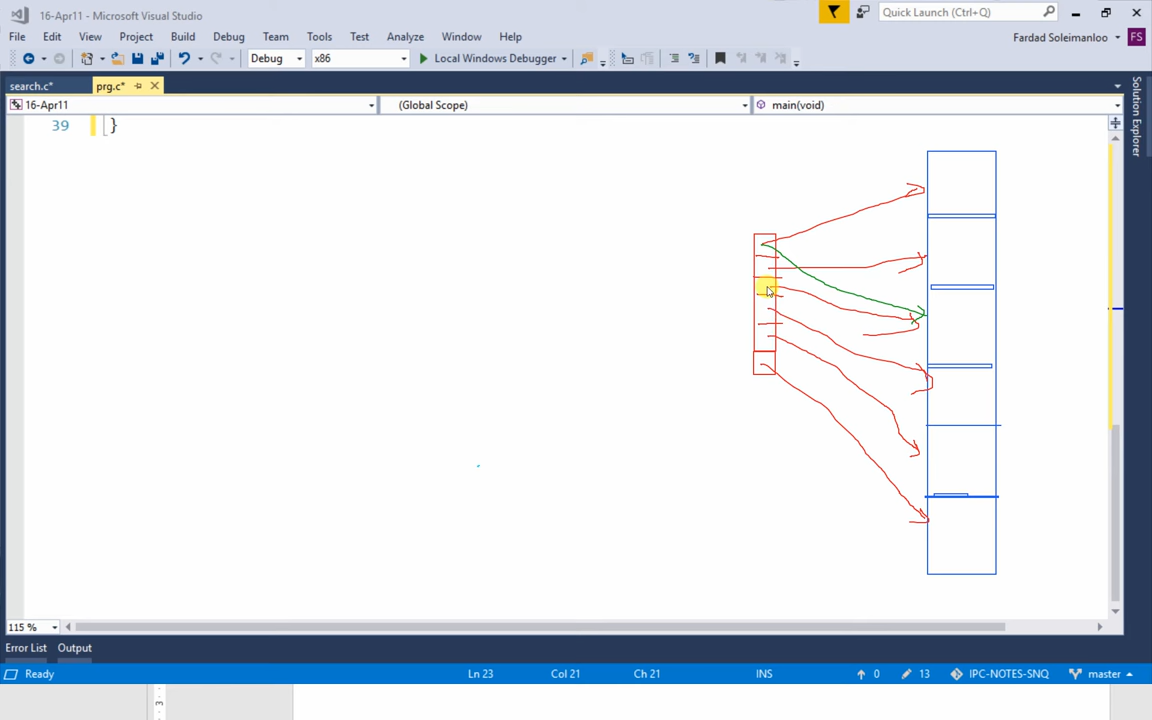 16-Apr11 - Microsoft Visual Studio
Quick Launch (Ctrl+Q)
File Edit View Project Build Debug Team Tools Test Analyze Window Help
Fardad Soleimanloo FS
Debug x86 Local Windows Debugger
search.c* prg.c*
16-Apr11 (Global Scope) main(void)
39 }
Solution Explorer
115 %
Error List Output
Ready Ln 23 Col 21 Ch 21 INS 0 13 IPC-NOTES-SNQ master
3